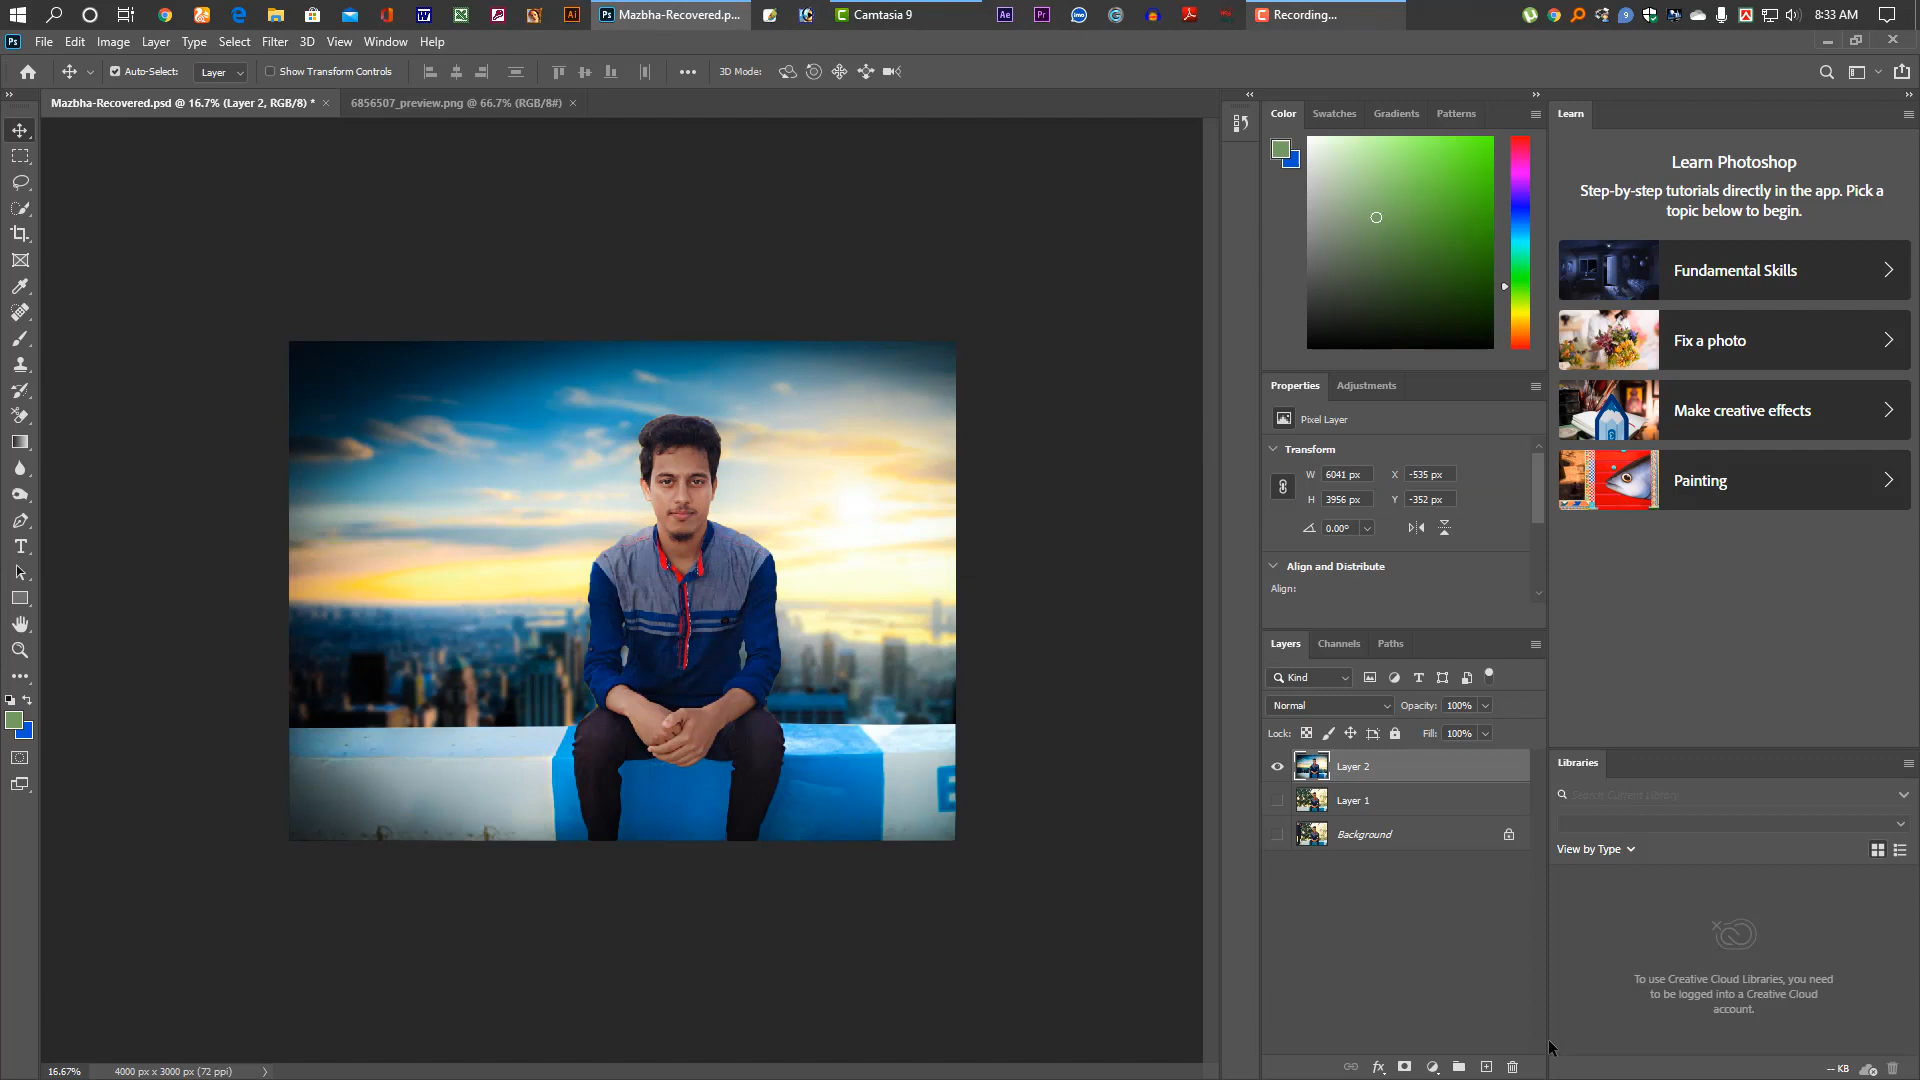 Mazbha-Recovered.p...
Camtasia 9
Recording...
8:33 AM
File Edit Image Layer Type Select Filter 3D View Window Help
Auto-Select: Layer Show Transform Controls 3D Mode:
Mazbha-Recovered.psd @ 16.7% (Layer 2, RGB/8) *
6856507_preview.png @ 66.7% (RGB/8#)
Color Swatches Gradients Patterns
Learn
Learn Photoshop
Step-by-step tutorials directly in the app. Pick a
topic below to begin.
Fundamental Skills
Fix a photo
Make creative effects
Painting
Properties Adjustments
Pixel Layer
Transform
W 6041 px X -535 px
H 3956 px Y -352 px
0.00°
Align and Distribute
Align:
Layers Channels Paths
Kind
Normal Opacity: 100%
Lock: Fill: 100%
Layer 2
Layer 1
Background
Libraries
Search Current Library
View by Type
To use Creative Cloud Libraries, you need
to be logged into a Creative Cloud
account.
-- KB
16.67% 4000 px x 3000 px (72 ppi)